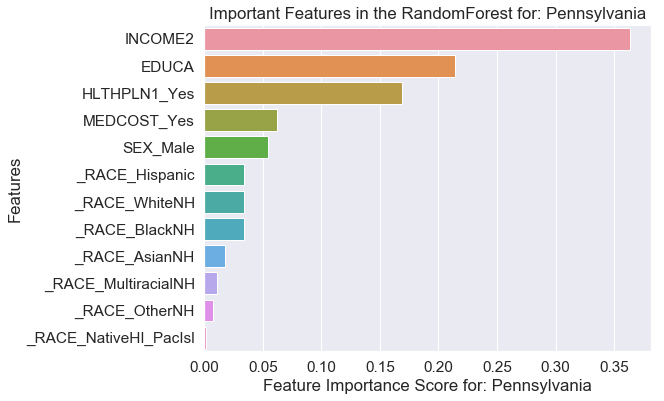 Important Features in the RandomForest for: Pennsylvania
INCOME2
EDUCA
HLTHPLN1_Yes
MEDCOST_Yes
SEX_Male
_RACE_Hispanic
_RACE_WhiteNH
_RACE_BlackNH
_RACE_AsianNH
_RACE_MultiracialNH
_RACE_OtherNH
_RACE_NativeHI_PacIsl
Features
0.00 0.05 0.10 0.15 0.20 0.25 0.30 0.35
Feature Importance Score for: Pennsylvania